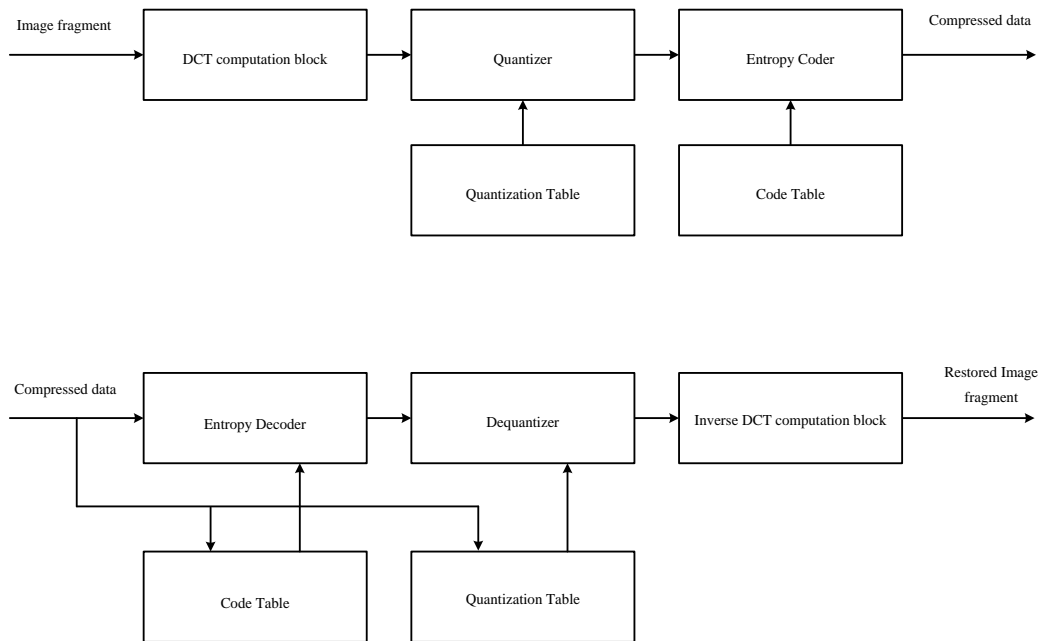 Image fragment
Compressed data
DCT computation block
Quantizer
Entropy Coder
Quantization Table
Code Table
Compressed data
Restored Image
fragment
Entropy Decoder
Dequantizer
Inverse DCT computation block
Code Table
Quantization Table